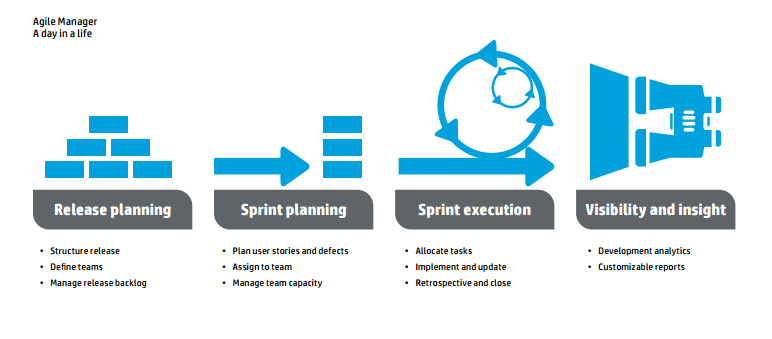 Agile Manager
A day in a life
Release planning
• Structure release
• Define teams
• Manage release backlog
Sprint planning
• Plan user stories and defects
• Assign to team
• Manage team capacity
Sprint execution
• Allocate tasks
• Implement and update
• Retrospective and close
Visibility and insight
• Development analytics
• Customizable reports